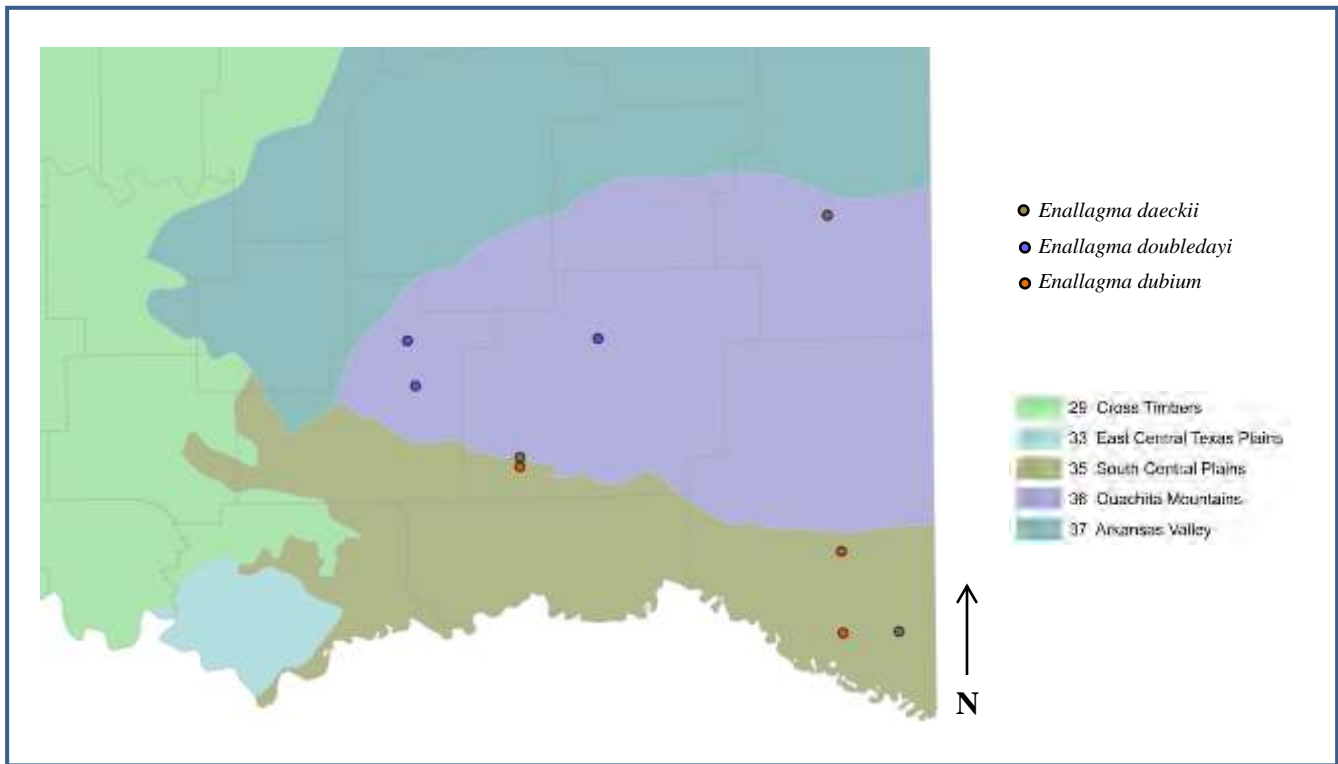 Enallagma daeckii
Enallagma doubledayi
Enallagma dubium
29 Cross Timbers
33 East Central Texas Plains
35 South Central Plains
36 Ouachita Mountains
37 Arkansas Valley
N